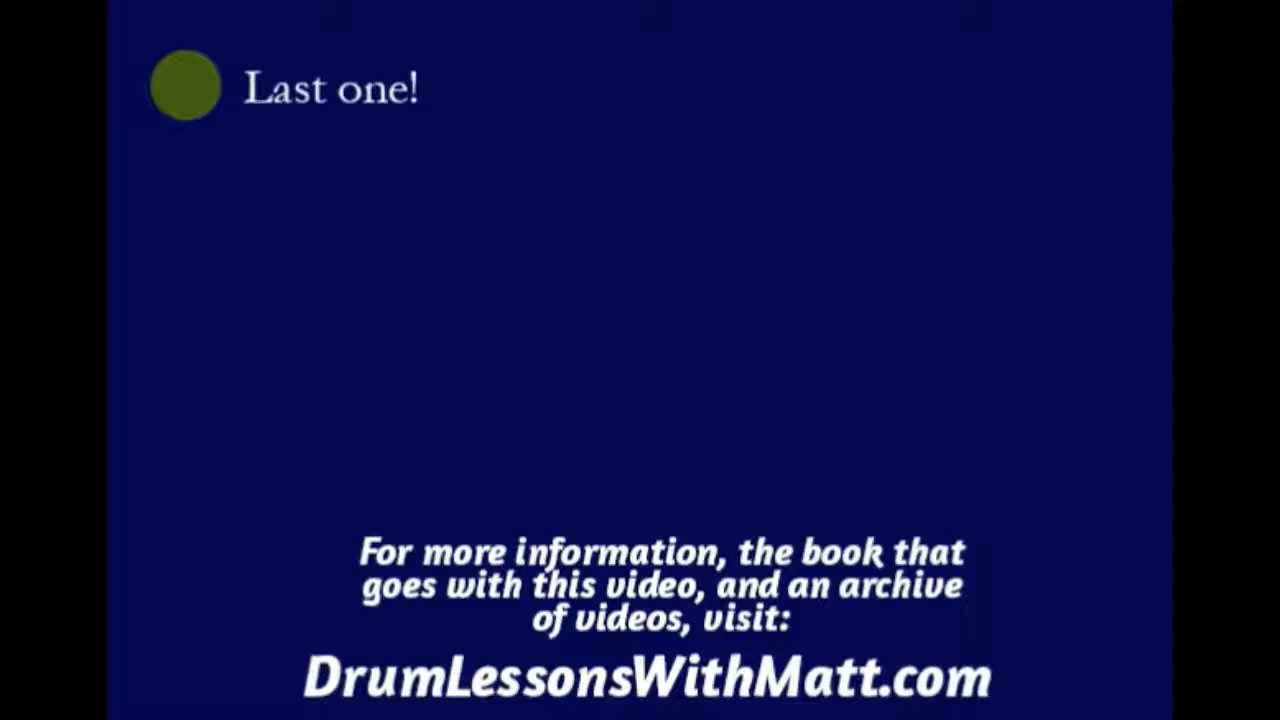 Last one!
For more information, the book that
goes with this video, and an archive
of videos, visit:
DrumLessonsWithMatt.com